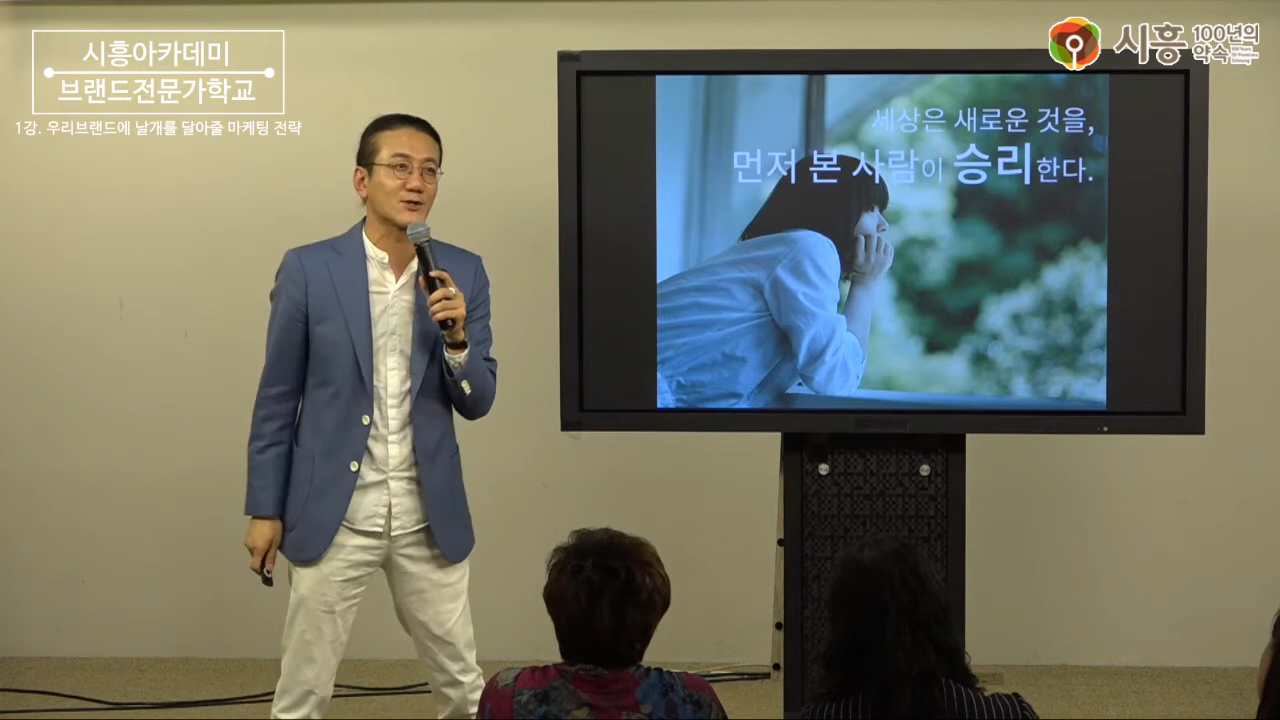 시흥아카데미
브랜드전문가학교
1강. 우리브랜드에 날개를 달아줄 마케팅 전략
시흥 100년의
약속
세상은 새로운 것을,
먼저 본 사람이 승리한다.